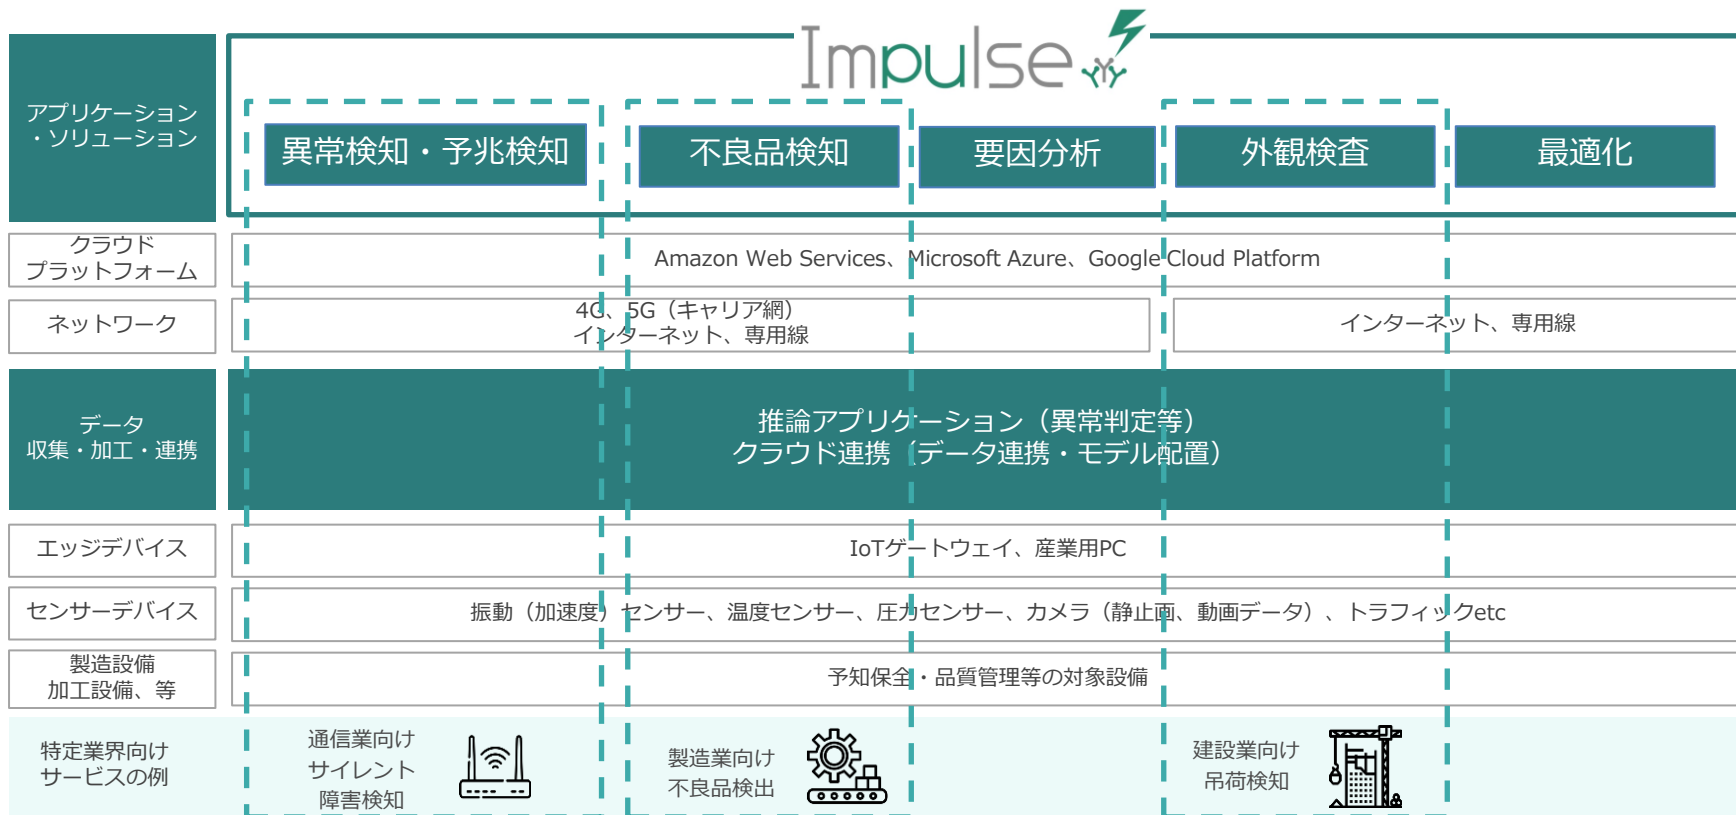 Impulse
アプリケーション
・ソリューション
異常検知・予兆検知
不良品検知
要因分析
外観検査
最適化
クラウド
プラットフォーム
Amazon Web Services、Microsoft Azure、Google Cloud Platform
ネットワーク
4G、5G（キャリア網）
インターネット、専用線
インターネット、専用線
データ
収集・加工・連携
推論アプリケーション（異常判定等）
クラウド連携（データ連携・モデル配置）
エッジデバイス
IoTゲートウェイ、産業用PC
センサーデバイス
振動（加速度）センサー、温度センサー、圧力センサー、カメラ（静止画、動画データ）、トラフィックetc
製造設備
加工設備、等
予知保全・品質管理等の対象設備
特定業界向け
サービスの例
通信業向け
サイレント
障害検知
製造業向け
不良品検出
建設業向け
吊荷検知